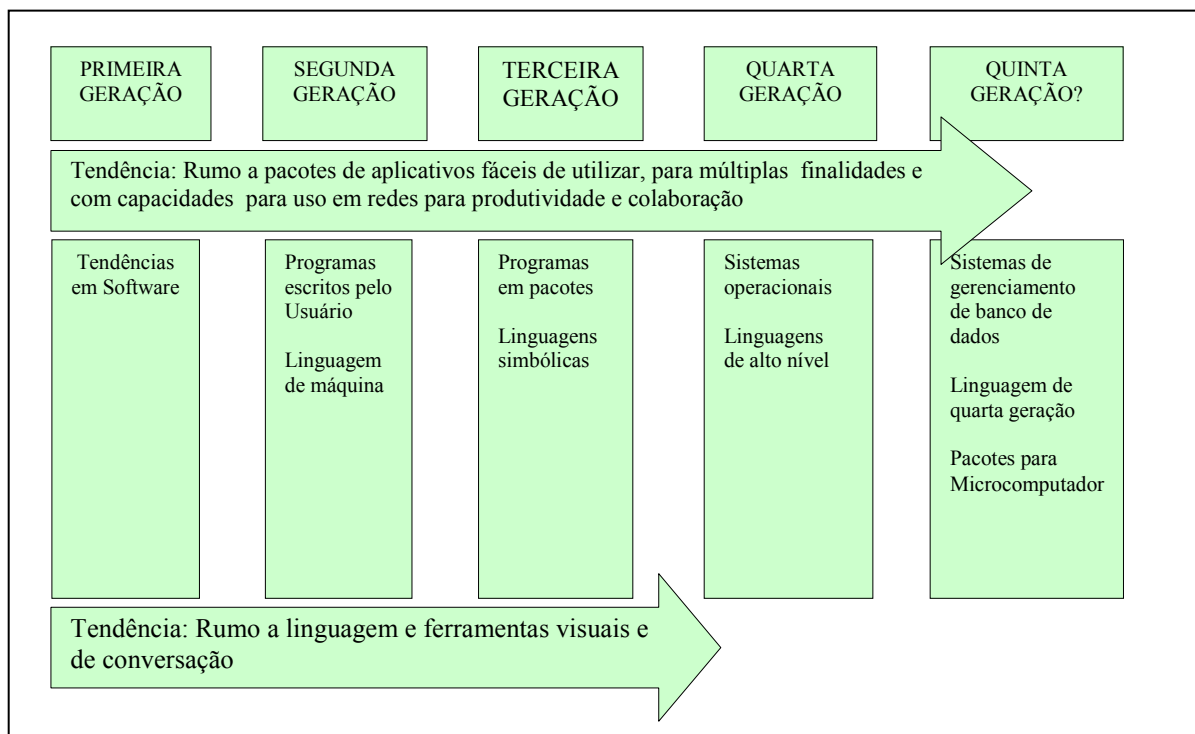 PRIMEIRA
GERAÇÃO
SEGUNDA
GERAÇÃO
TERCEIRA
GERAÇÃO
QUARTA
GERAÇÃO
QUINTA
GERAÇÃO?
Tendência: Rumo a pacotes de aplicativos fáceis de utilizar, para múltiplas finalidades e
com capacidades para uso em redes para produtividade e colaboração
Tendências
em Software
Programas
escritos pelo
Usuário
Linguagem
de máquina
Programas
em pacotes
Linguagens
simbólicas
Sistemas
operacionais
Linguagens
de alto nível
Sistemas de
gerenciamento
de banco de
dados
Linguagem de
quarta geração
Pacotes para
Microcomputador
Tendência: Rumo a linguagem e ferramentas visuais e
de conversação